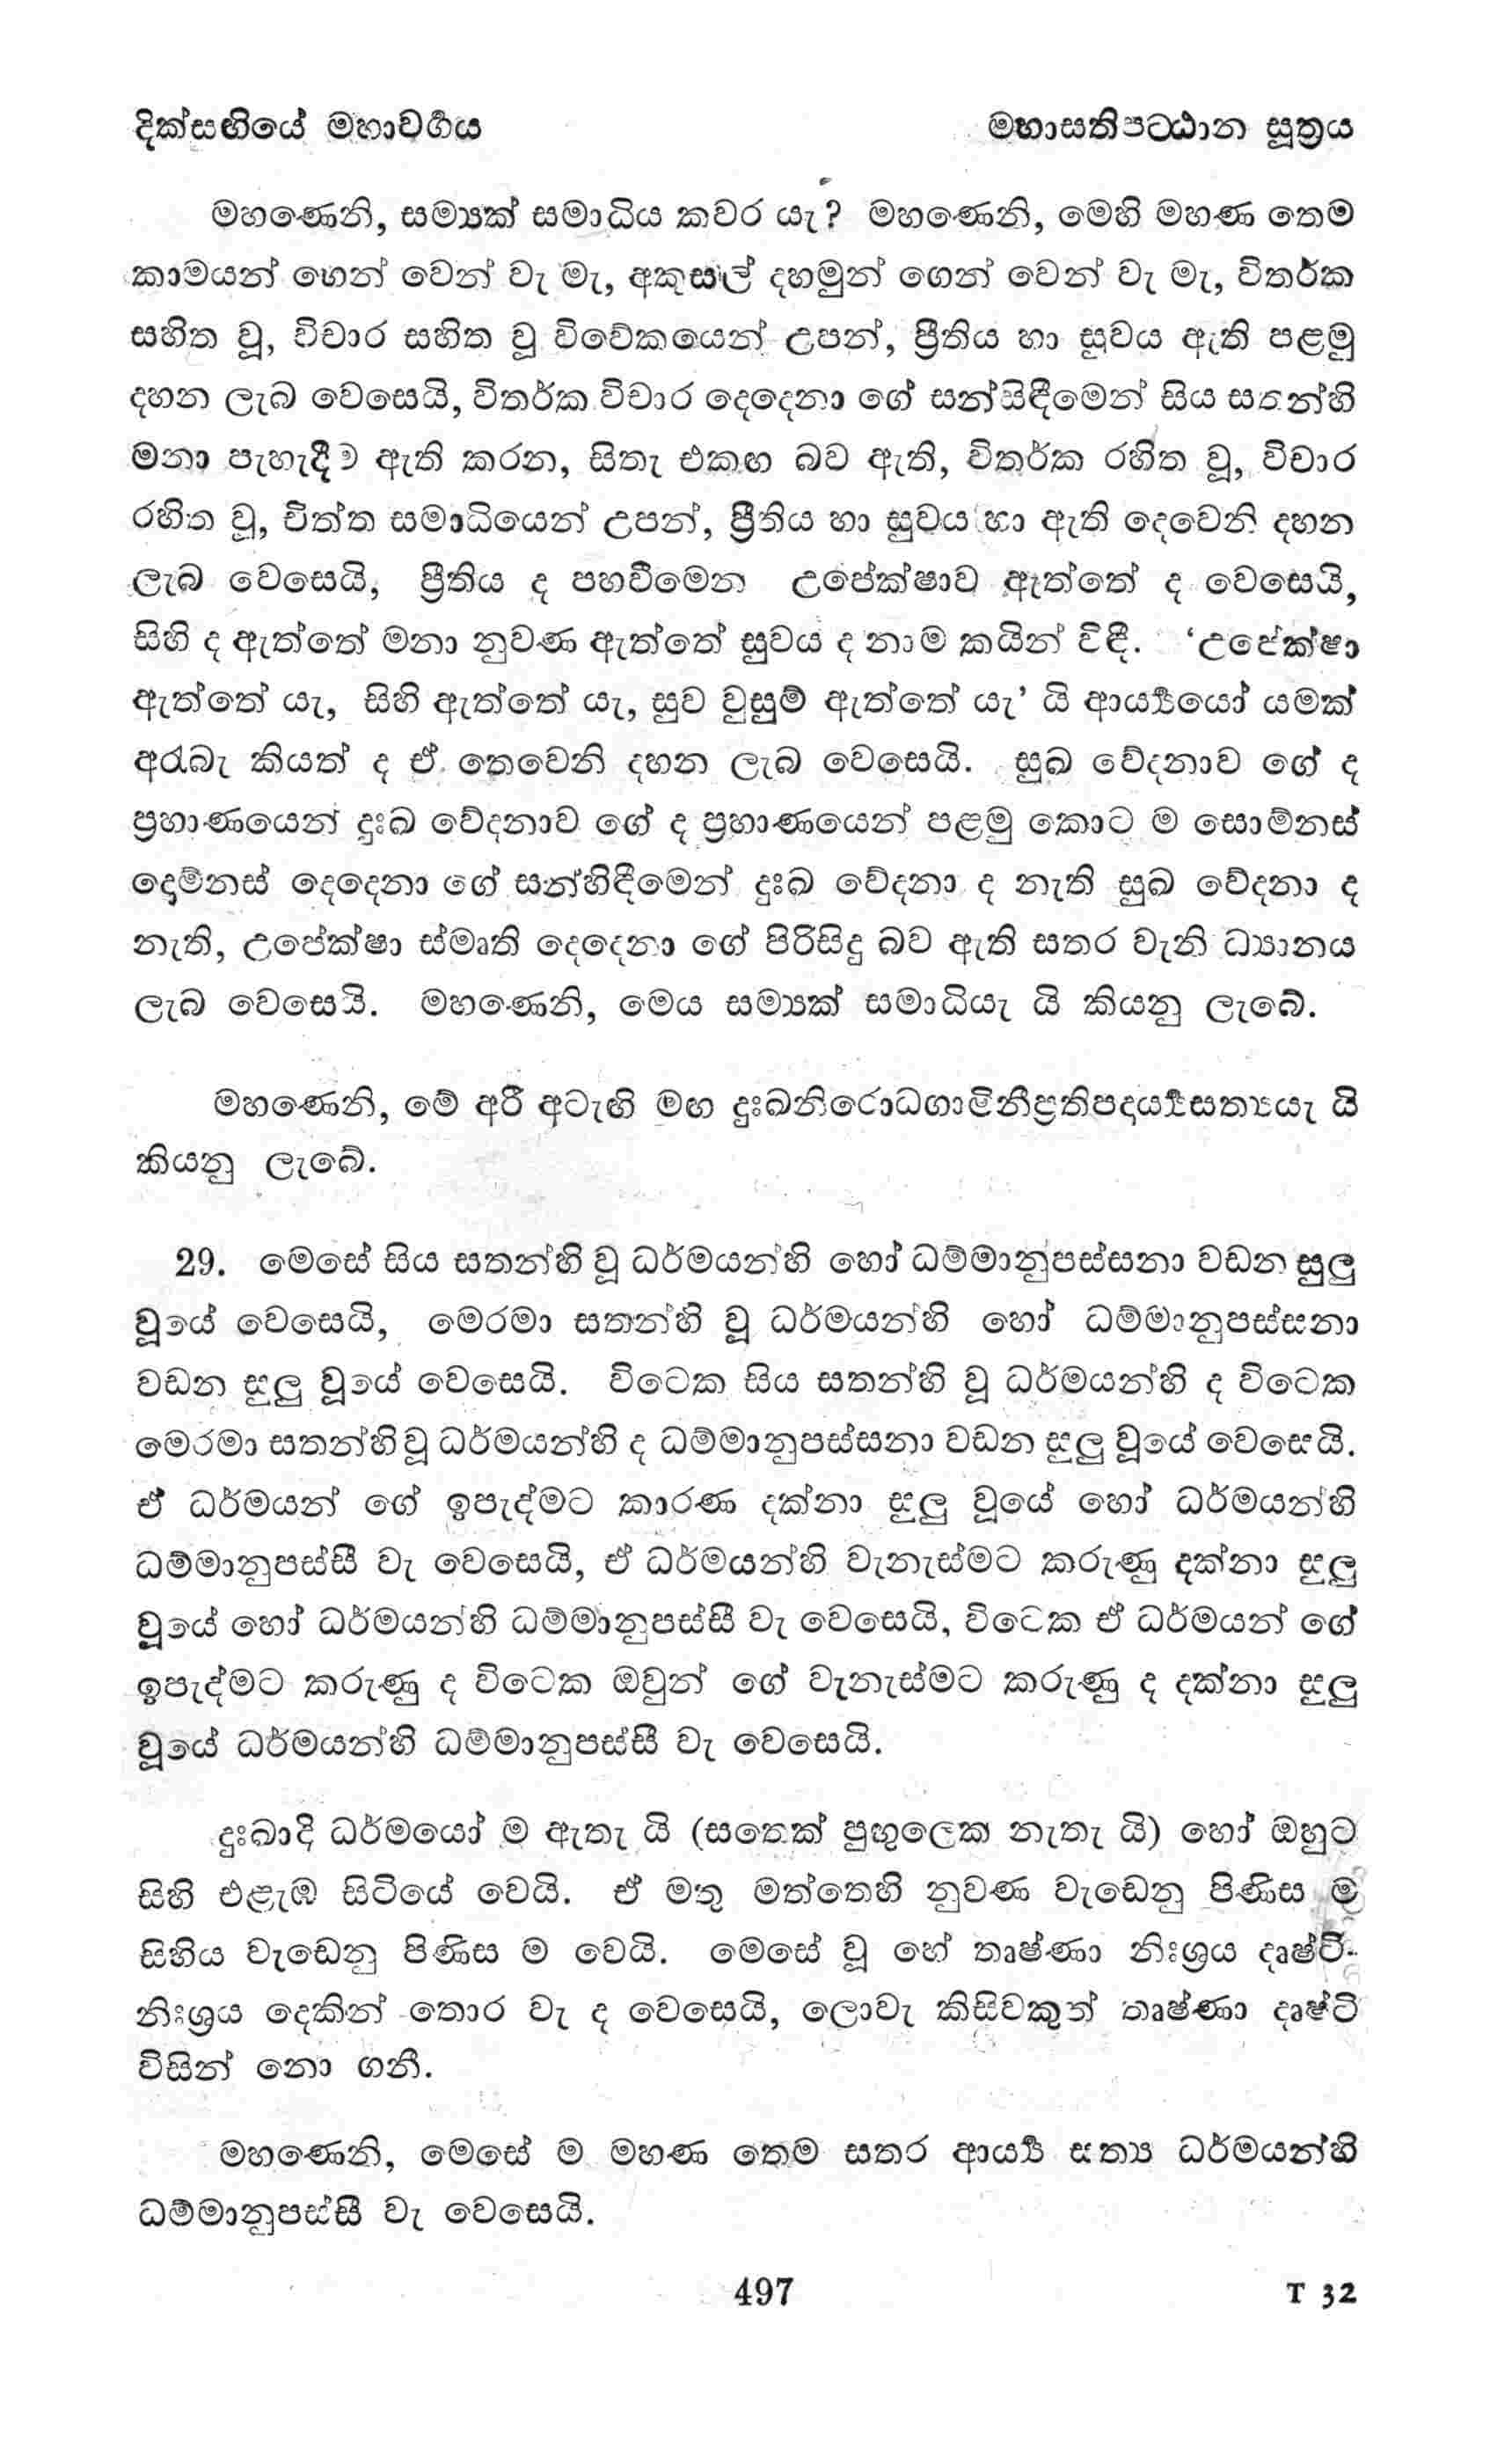 දික්සඟියේ මහාවර්‍ගය
මහාසතිපට්ඨාන සූත්‍රය
මහණෙනි, සම්‍යක් සමාධිය කවර යැ? මහණෙනි, මෙහි මහණ තෙම
කාමයන් හෙන් වෙන් වැ මැ, අකුසල් දහමුන් ගෙන් වෙන් වැ මැ, විතර්ක
සහිත වූ, විචාර සහිත වූ විවේකයෙන් උපන්, ප්‍රීතිය හා සුවය ඇති පළමු
දහන ලැබ වෙසෙයි, විතර්ක විචාර දෙදෙනා ගේ සන්සිඳීමෙන් සිය සතන්හි
මනා පැහැදීම ඇති කරන, සිතැ එකඟ බව ඇති, විතර්ක රහිත වූ, විචාර
රහිත වූ, චිත්ත සමාධියෙන් උපන්, ප්‍රීතිය හා සුවය හා ඇති දෙවෙනි දහන
ලැබ වෙසෙයි, ප්‍රීතිය ද පහවීමෙන උපේක්ෂාව ඇත්තේ ද වෙසෙයි,
සිහි ද ඇත්තේ මනා නුවණ ඇත්තේ සුවය ද නාම කයින් විඳී. ‘උපේක්ෂා
ඇත්තේ යැ, සිහි ඇත්තේ යැ, සුව වුසුම් ඇත්තේ යැ’ යි ආර්‍ය්‍යයෝ යමක්
අරැබැ කියත් ද ඒ තෙවෙනි දහන ලැබ වෙසෙයි. සුඛ වේදනාව ගේ ද
ප්‍රහාණයෙන් දුඃඛ වේදනාව ගේ ද ප්‍රහාණයෙන් පළමු කොට ම සොම්නස්
දොම්නස් දෙදෙනා ගේ සන්හිඳීමෙන් දුඃඛ වේදනා ද නැති සුඛ වේදනා ද
නැති, උපේක්ෂා ස්මෘති දෙදෙනා ගේ පිරිසිදු බව ඇති සතර වැනි ධ්‍යානය
ලැබ වෙසෙයි. මහණෙනි, මෙය සම්‍යක් සමාධියැ යි කියනු ලැබේ.
මහණෙනි, මේ අරී අටැඟි මඟ දුඃඛනිරොධගාමිනීප්‍රතිපදාර්‍ය්‍යසත්‍යයැ යි
කියනු ලැබේ.
29. මෙසේ සිය සතන්හි වූ ධර්මයන්හි හෝ ධම්මානුපස්සනා වඩන සුලු
වූයේ වෙසෙයි, මෙරමා සතන්හි වූ ධර්මයන්හි හෝ ධම්මානුපස්සනා
වඩන සුලු වූයේ වෙසෙයි. විටෙක සිය සතන්හි වූ ධර්මයන්හි ද විටෙක
මෙරමා සතන්හි වූ ධර්මයන්හි ද ධම්මානුපස්සනා වඩන සුලු වූයේ වෙසෙයි.
ඒ ධර්මයන් ගේ ඉපැද්මට කාරණ දක්නා සුලු වූයේ හෝ ධර්මයන්හි
ධම්මානුපස්සී වැ වෙසෙයි, ඒ ධර්මයන්හි වැනැස්මට කරුණු දක්නා සුලු
වූයේ හෝ ධර්මයන්හි ධම්මානුපස්සී වැ වෙසෙයි, විටෙක ඒ ධර්මයන් ගේ
ඉපැද්මට කරුණු ද විටෙක ඔවුන් ගේ වැනැස්මට කරුණු ද දක්නා සුලු
වූයේ ධර්මයන්හි ධම්මානුපස්සී වැ වෙසෙයි.
දුඃඛාදි ධර්මයෝ ම ඇතැ යි (සතෙක් පුඟුලෙක නැතැ යි) හෝ ඔහුට
සිහි එළැඹ සිටියේ වෙයි. ඒ මතු මත්තෙහි නුවණ වැඩෙනු පිණිස ම
සිහිය වැඩෙනු පිණිස ම වෙයි. මෙසේ වූ හේ තෘෂ්ණා නිඃශ්‍රය දෘෂ්ටි-
නිඃශ්‍රය දෙකින් තොර වැ ද වෙසෙයි, ලොවැ කිසිවකුත් තෘෂ්ණා දෘෂ්ටි
විසින් නො ගනී.
මහණෙනි, මෙසේ ම මහණ තෙම සතර ආර්‍ය්‍ය සත්‍ය ධර්මයන්හි
ධම්මානුපස්සී වැ වෙසෙයි.
497
T 32